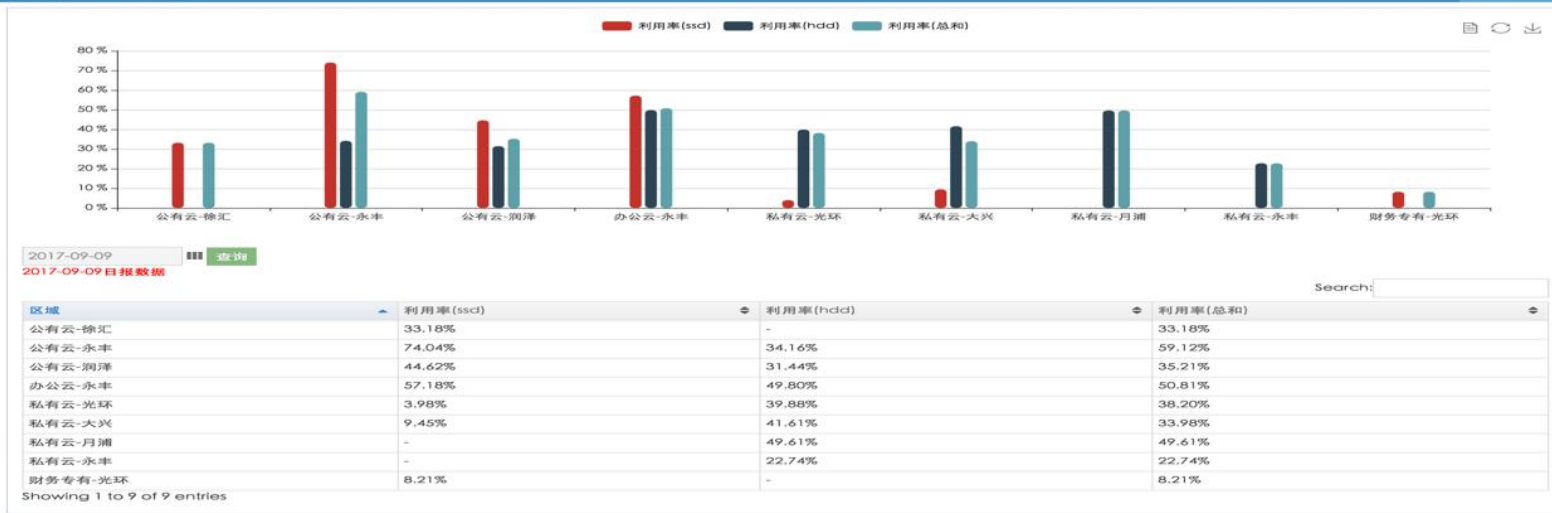 利用率(ssd) 利用率(hdd) 利用率(总和)
80 %
70 %
60 %
50 %
40 %
30 %
20 %
10 %
0 %
公有云-徐汇 公有云-永丰 公有云-润泽 办公云-永丰 私有云-光环 私有云-大兴 私有云-月浦 私有云-永丰 财务专有-光环
2017-09-09 查询
2017-09-09日报数据
Search:
区域 利用率(ssd) 利用率(hdd) 利用率(总和)
公有云-徐汇 33.18% - 33.18%
公有云-永丰 74.04% 34.16% 59.12%
公有云-润泽 44.62% 31.44% 35.21%
办公云-永丰 57.18% 49.80% 50.81%
私有云-光环 3.98% 39.88% 38.20%
私有云-大兴 9.45% 41.61% 33.98%
私有云-月浦 - 49.61% 49.61%
私有云-永丰 - 22.74% 22.74%
财务专有-光环 8.21% - 8.21%
Showing 1 to 9 of 9 entries